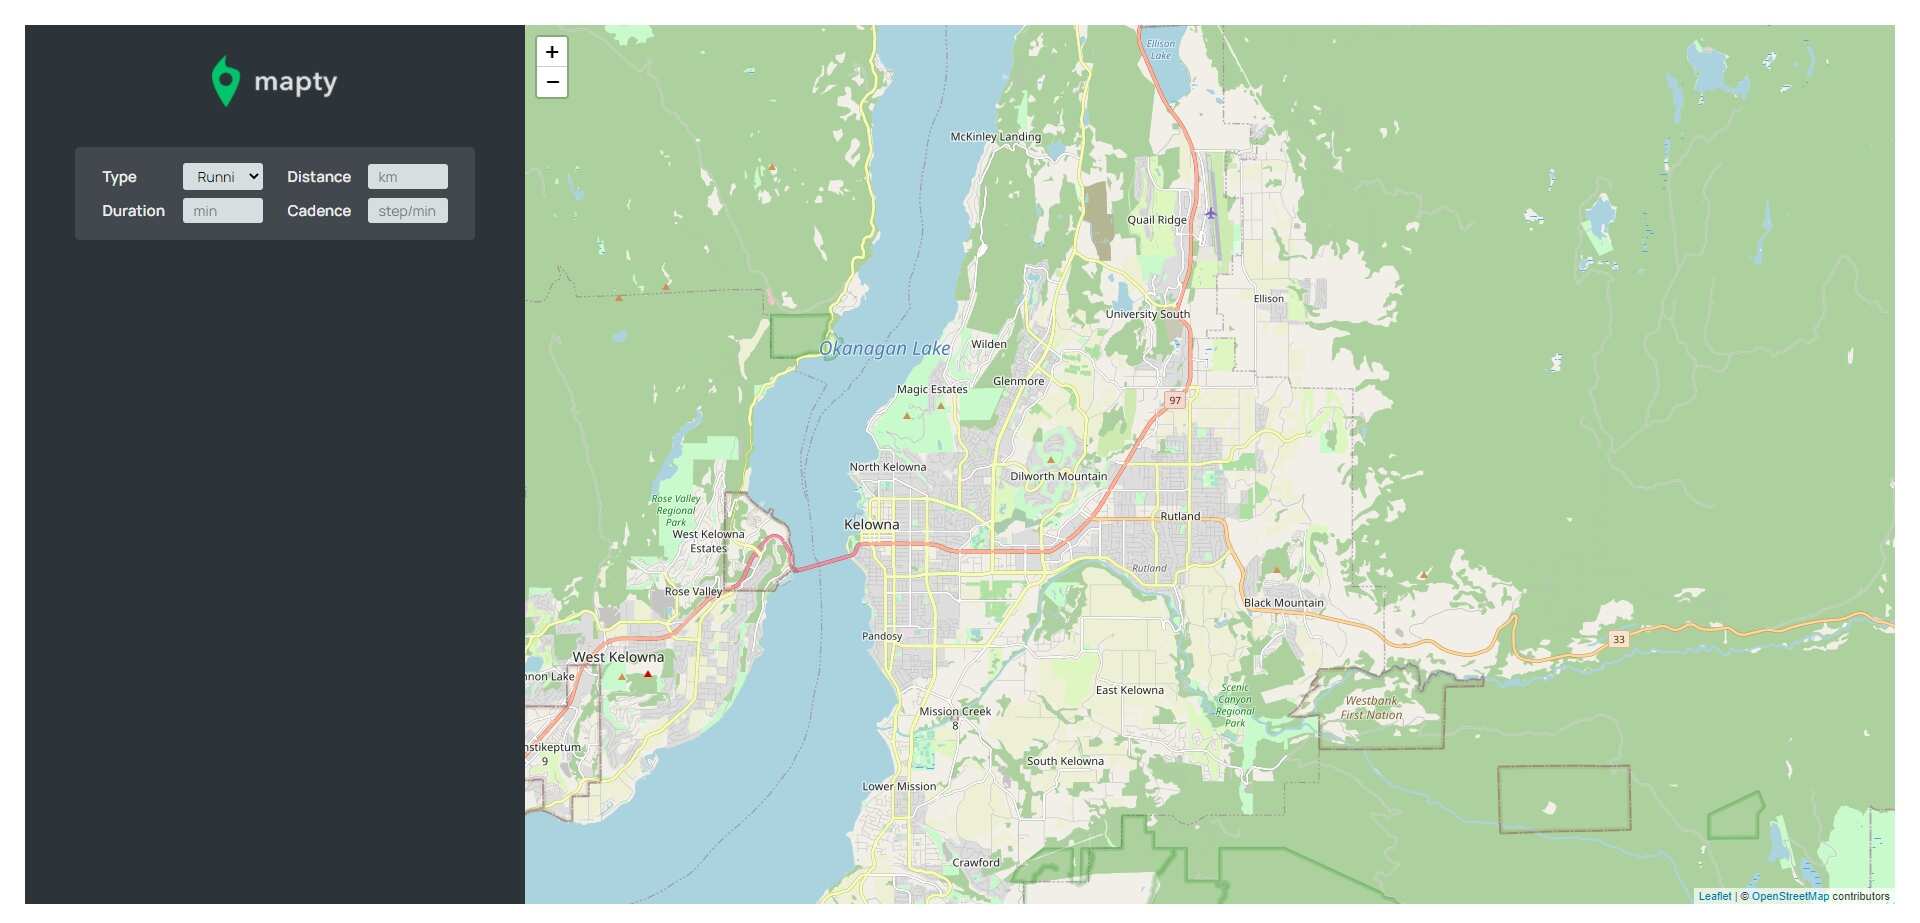 mapty
Type Runni Distance km
Duration min Cadence step/min
+
−
Ellison
Lake
McKinley Landing
Quail Ridge
Ellison
University South
Okanagan Lake
Wilden
Glenmore
Magic Estates
97
North Kelowna
Dilworth Mountain
Rose Valley
Regional
Park
Kelowna
Rutland
West Kelowna
Estates
Rutland
Rose Valley
Black Mountain
Pandosy
33
West Kelowna
nnon Lake
East Kelowna
Scenic
Canyon
Regional
Park
Westbank
First Nation
Mission Creek
8
nstikeptum
9
South Kelowna
Lower Mission
Crawford
Leaflet | © OpenStreetMap contributors